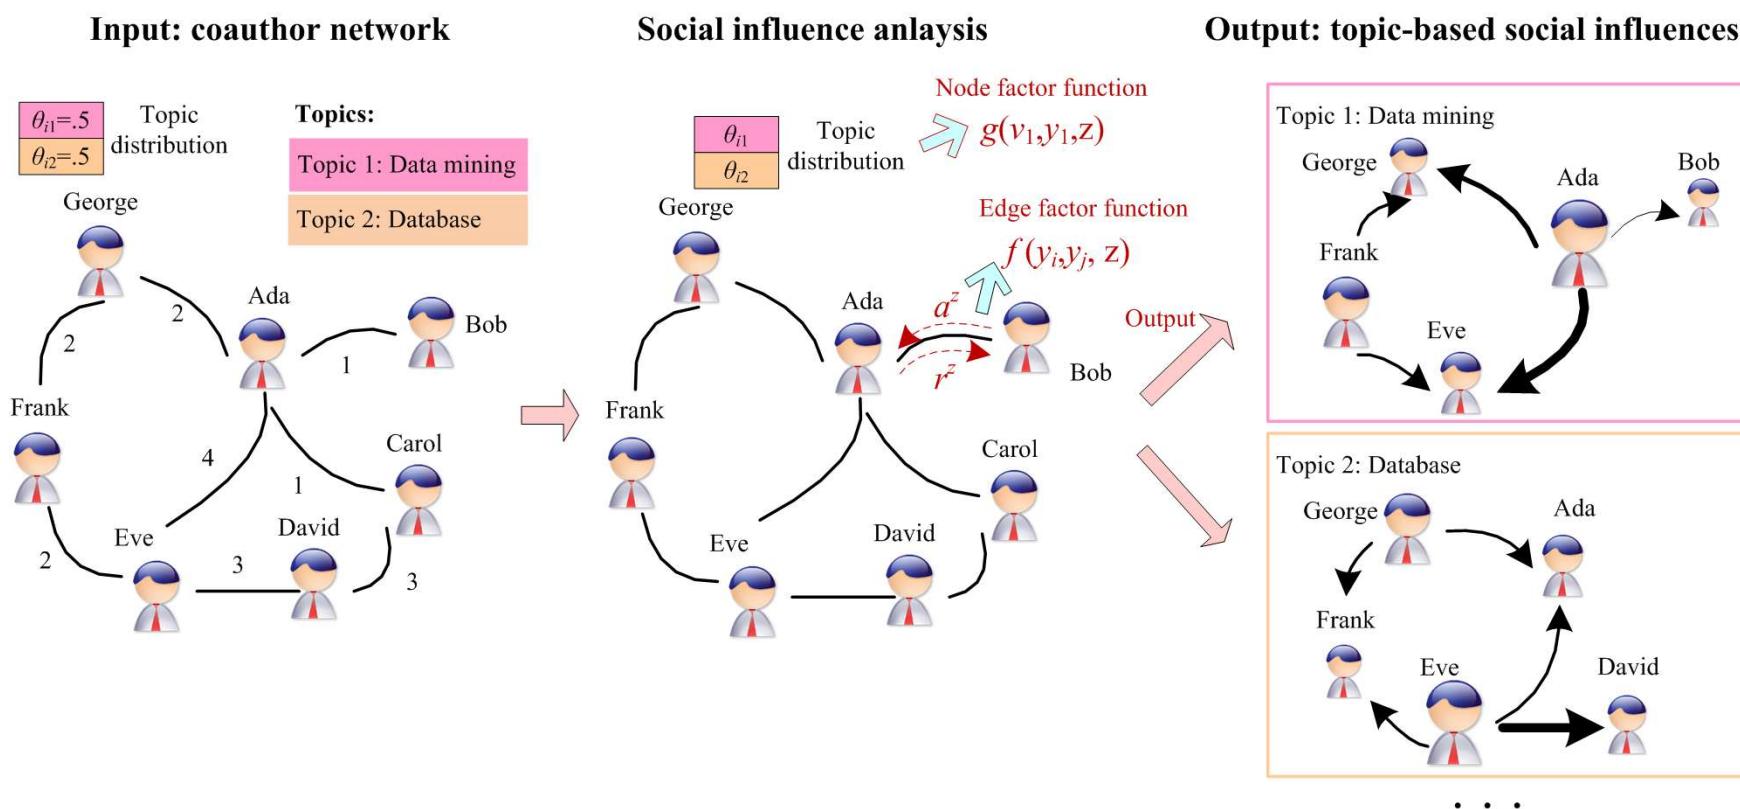 Input: coauthor network
θi1=.5
θi2=.5
Topic
distribution
Topics:
Topic 1: Data mining
Topic 2: Database
George
Ada
Bob
Frank
Carol
Eve
David
2
2
1
4
1
2
3
3
Social influence anlaysis
θi1
θi2
Topic
distribution
Node factor function
g(v1,y1,z)
Edge factor function
f (yi,yj, z)
George
Ada
a^z
r^z
Bob
Frank
Carol
Eve
David
Output
Output: topic-based social influences
Topic 1: Data mining
George
Ada
Bob
Frank
Eve
Topic 2: Database
George
Ada
Frank
Eve
David
. . .